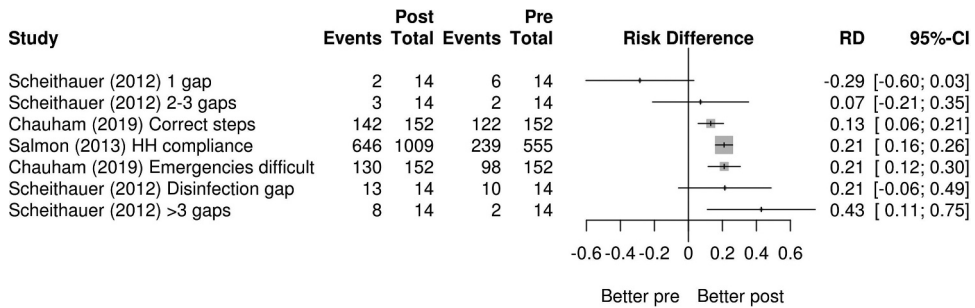 Post Pre
Study Events Total Events Total Risk Difference RD 95%-CI
Scheithauer (2012) 1 gap 2 14 6 14 -0.29 [-0.60; 0.03]
Scheithauer (2012) 2-3 gaps 3 14 2 14 0.07 [-0.21; 0.35]
Chauham (2019) Correct steps 142 152 122 152 0.13 [ 0.06; 0.21]
Salmon (2013) HH compliance 646 1009 239 555 0.21 [ 0.16; 0.26]
Chauham (2019) Emergencies difficult 130 152 98 152 0.21 [ 0.12; 0.30]
Scheithauer (2012) Disinfection gap 13 14 10 14 0.21 [-0.06; 0.49]
Scheithauer (2012) >3 gaps 8 14 2 14 0.43 [ 0.11; 0.75]
-0.6 -0.4 -0.2 0 0.2 0.4 0.6
Better pre Better post